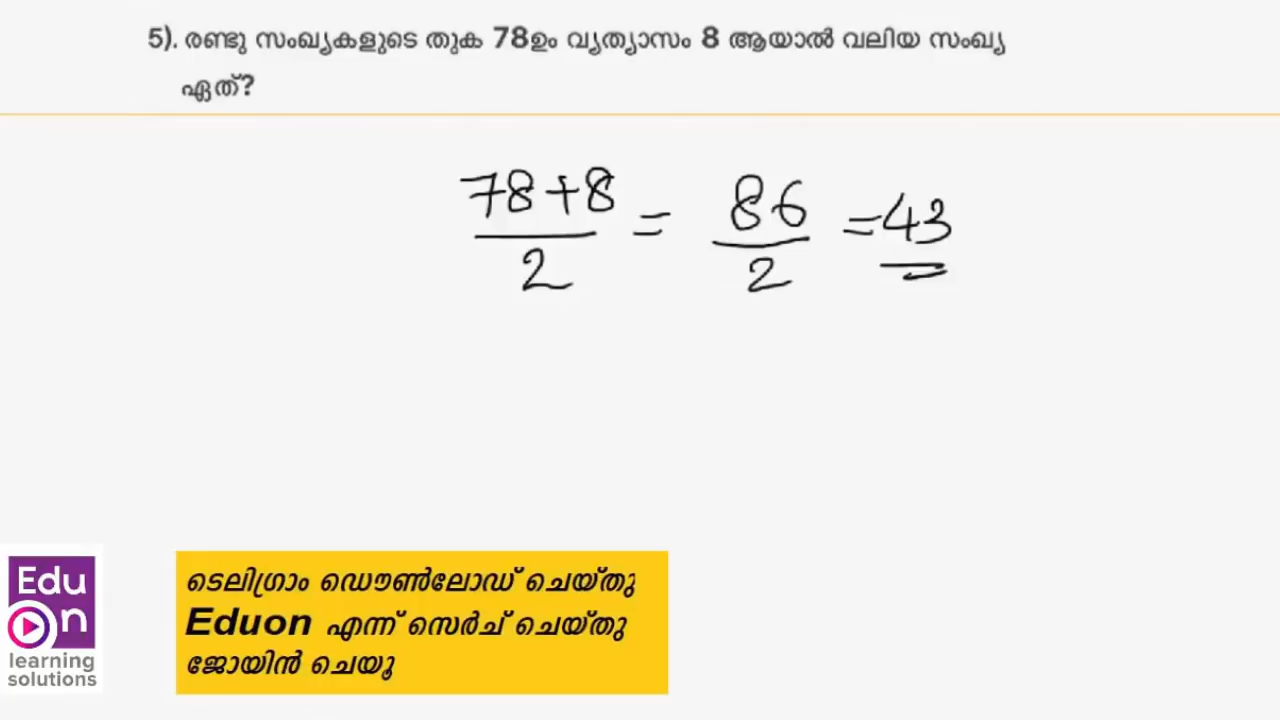 5). രണ്ടു സംഖ്യകളുടെ തുക 78ഉം വ്യത്യാസം 8 ആയാൽ വലിയ സംഖ്യ
ഏത്?
78+8/2 = 86/2 =43
Edu
on
learning
solutions
ടെലിഗ്രാം ഡൌൺലോഡ് ചെയ്തു
Eduon എന്ന് സെർച് ചെയ്തു
ജോയിൻ ചെയൂ